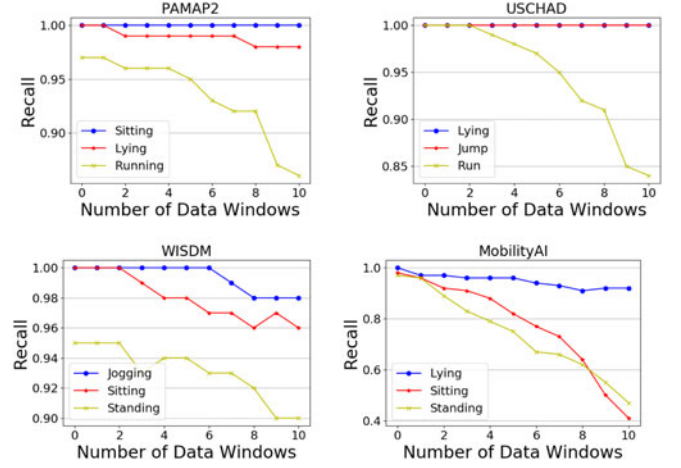 PAMAP2
Recall
1.00
0.95
0.90
Sitting
Lying
Running
0 2 4 6 8 10
Number of Data Windows
USCHAD
Recall
1.00
0.95
0.90
0.85
Lying
Jump
Run
0 2 4 6 8 10
Number of Data Windows
WISDM
Recall
1.00
0.98
0.96
0.94
0.92
0.90
Jogging
Sitting
Standing
0 2 4 6 8 10
Number of Data Windows
MobilityAI
Recall
1.0
0.8
0.6
0.4
Lying
Sitting
Standing
0 2 4 6 8 10
Number of Data Windows